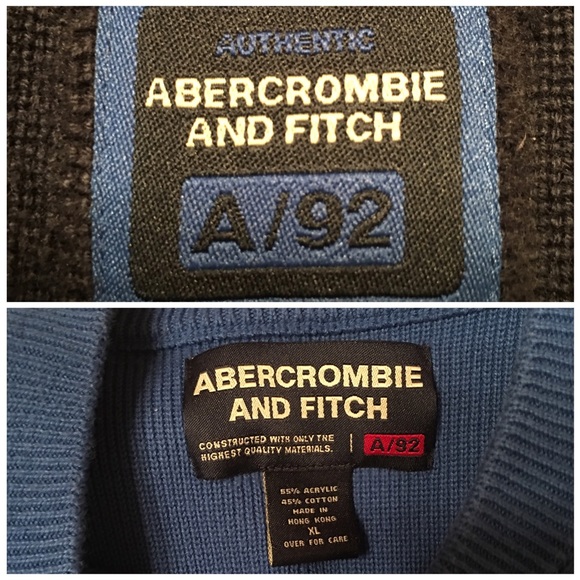 AUTHENTIC
ABERCROMBIE
AND FITCH
A/92
ABERCROMBIE
AND FITCH
CONSTRUCTED WITH ONLY THE
HIGHEST QUALITY MATERIALS.
A/92
55% ACRYLIC
45% COTTON
MADE IN
HONG KONG
XL
OVER FOR CARE